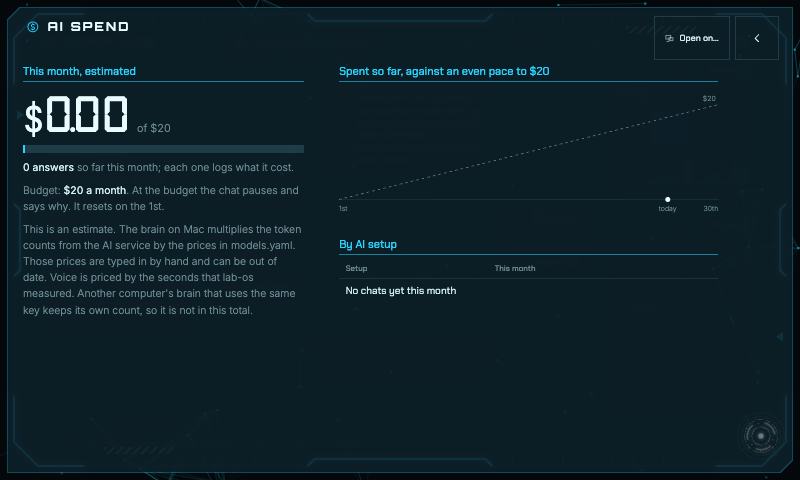 AI SPEND
Open on...
This month, estimated
$0.00 of $20
0 answers so far this month; each one logs what it cost.
Budget: $20 a month. At the budget the chat pauses and
says why. It resets on the 1st.
This is an estimate. The brain on Mac multiplies the token
counts from the AI service by the prices in models.yaml.
Those prices are typed in by hand and can be out of
date. Voice is priced by the seconds that lab-os
measured. Another computer's brain that uses the same
key keeps its own count, so it is not in this total.
Spent so far, against an even pace to $20
$20
1st today 30th
By AI setup
Setup This month
No chats yet this month